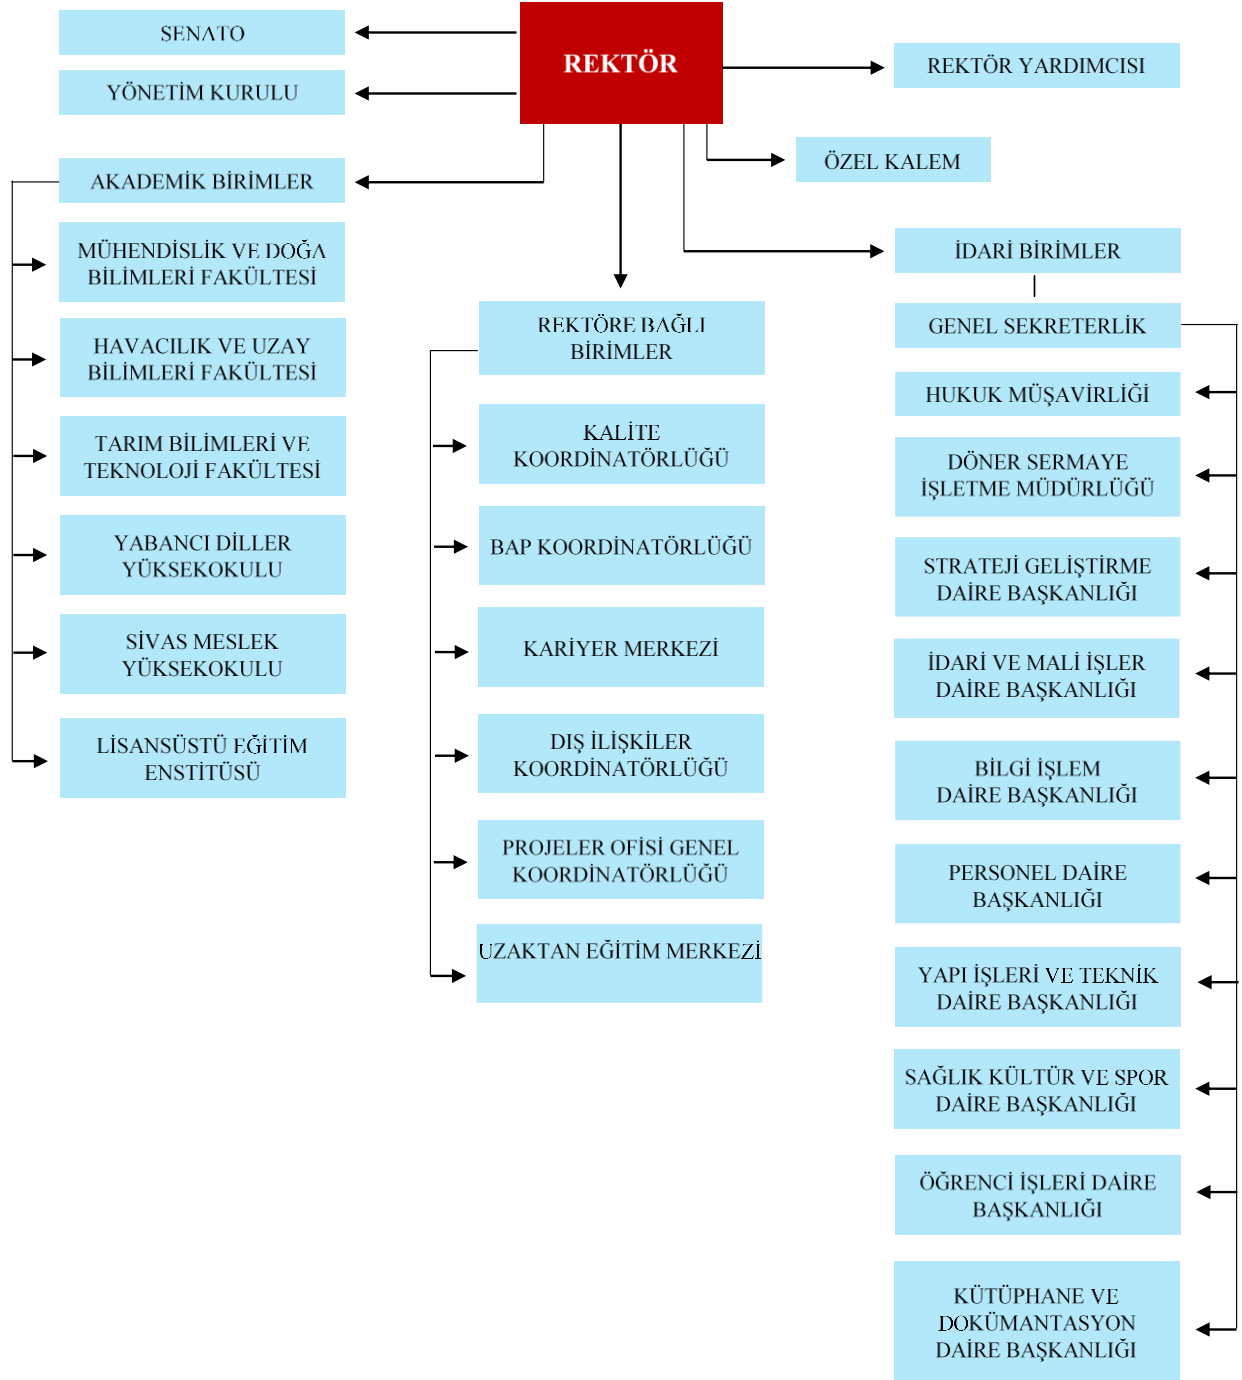 REKTÖR
SENATO
YÖNETİM KURULU
REKTÖR YARDIMCISI
ÖZEL KALEM
AKADEMİK BİRİMLER
MÜHENDİSLİK VE DOĞA
BİLİMLERİ FAKÜLTESİ
HAVACILIK VE UZAY
BİLİMLERİ FAKÜLTESİ
TARIM BİLİMLERİ VE
TEKNOLOJİ FAKÜLTESİ
YABANCI DİLLER
YÜKSEKOKULU
SİVAS MESLEK
YÜKSEKOKULU
LİSANSÜSTÜ EĞİTİM
ENSTİTÜSÜ
REKTÖRE BAĞLI
BİRİMLER
KALİTE
KOORDİNATÖRLÜĞÜ
BAP KOORDİNATÖRLÜĞÜ
KARİYER MERKEZİ
DIŞ İLİŞKİLER
KOORDİNATÖRLÜĞÜ
PROJELER OFİSİ GENEL
KOORDİNATÖRLÜĞÜ
UZAKTAN EĞİTİM MERKEZİ
İDARİ BİRİMLER
GENEL SEKRETERLİK
HUKUK MÜŞAVİRLİĞİ
DÖNER SERMAYE
İŞLETME MÜDÜRLÜĞÜ
STRATEJİ GELİŞTİRME
DAİRE BAŞKANLIĞI
İDARİ VE MALİ İŞLER
DAİRE BAŞKANLIĞI
BİLGİ İŞLEM
DAİRE BAŞKANLIĞI
PERSONEL DAİRE
BAŞKANLIĞI
YAPI İŞLERİ VE TEKNİK
DAİRE BAŞKANLIĞI
SAĞLIK KÜLTÜR VE SPOR
DAİRE BAŞKANLIĞI
ÖĞRENCİ İŞLERİ DAİRE
BAŞKANLIĞI
KÜTÜPHANE VE
DOKÜMANTASYON
DAİRE BAŞKANLIĞI